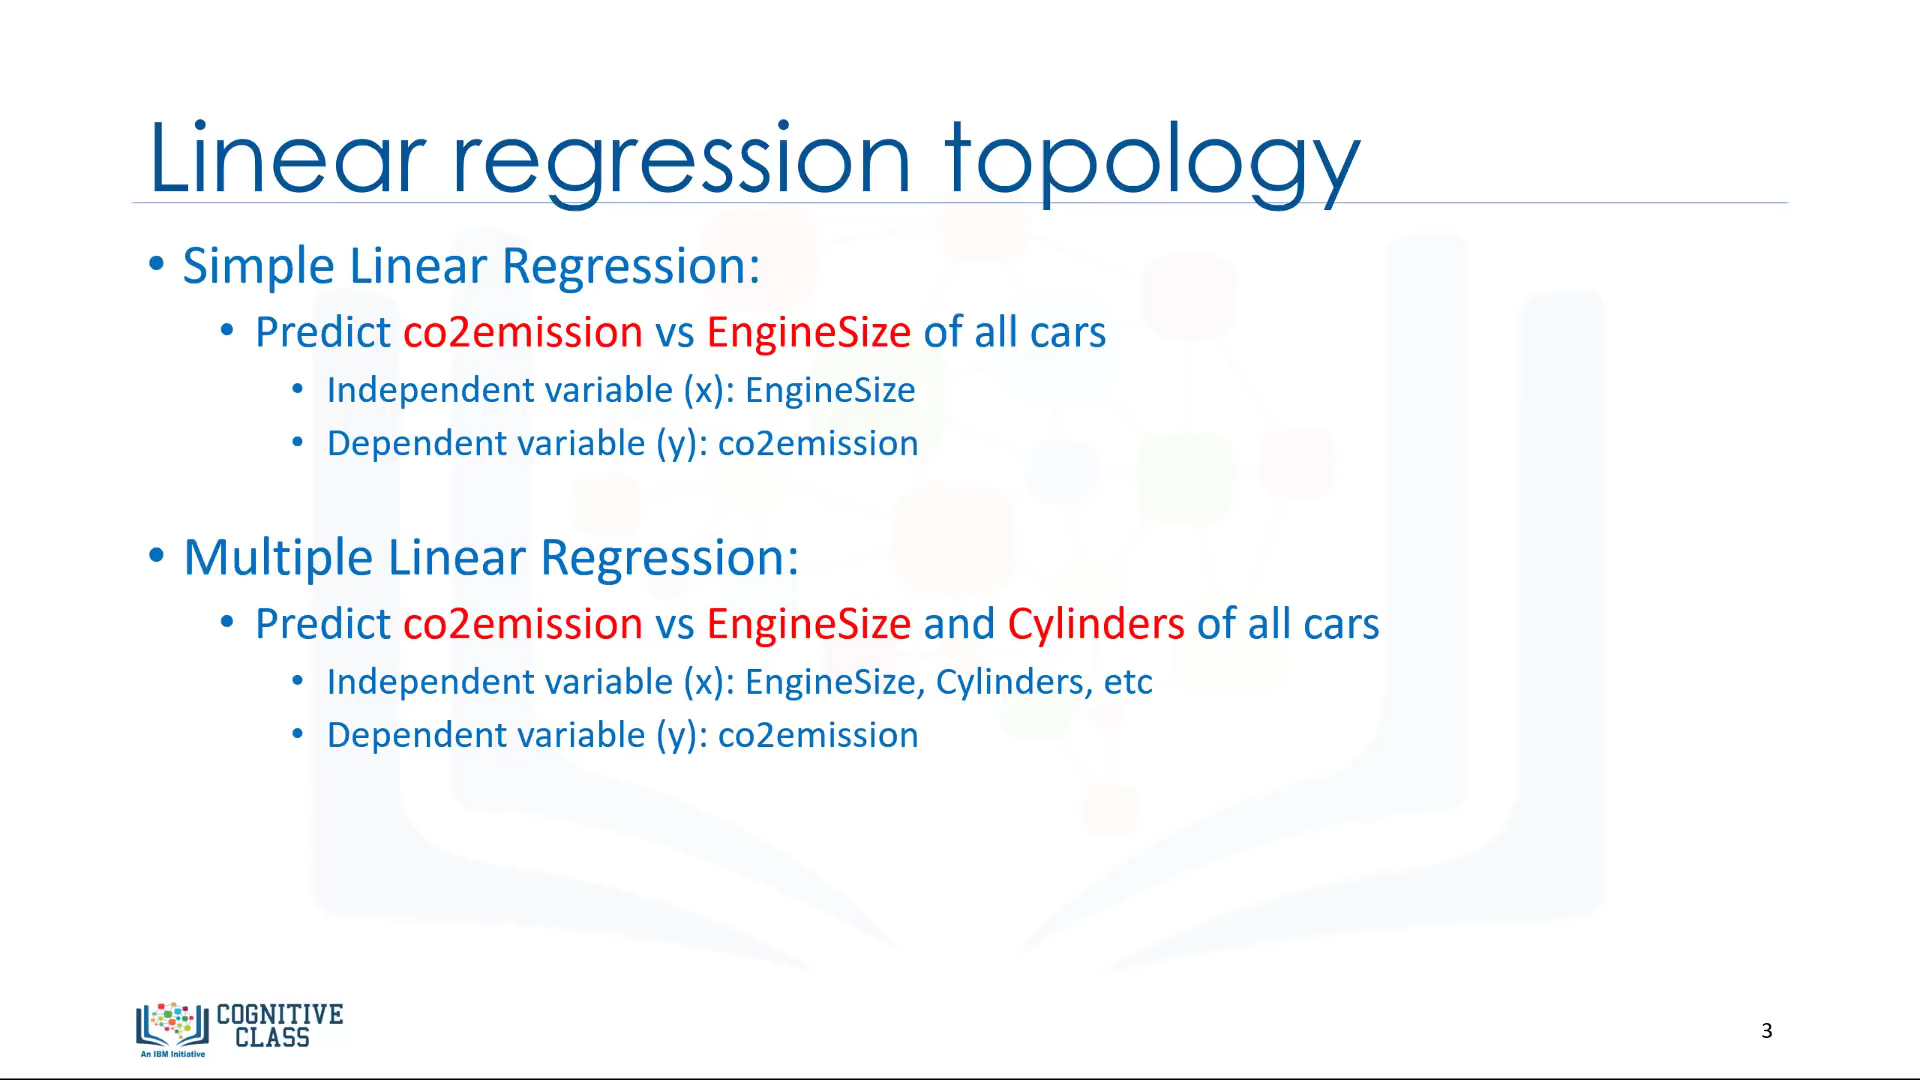 Linear regression topology
• Simple Linear Regression:
• Predict co2emission vs EngineSize of all cars
• Independent variable (x): EngineSize
• Dependent variable (y): co2emission
• Multiple Linear Regression:
• Predict co2emission vs EngineSize and Cylinders of all cars
• Independent variable (x): EngineSize, Cylinders, etc
• Dependent variable (y): co2emission
COGNITIVE
CLASS
An IBM Initiative
3